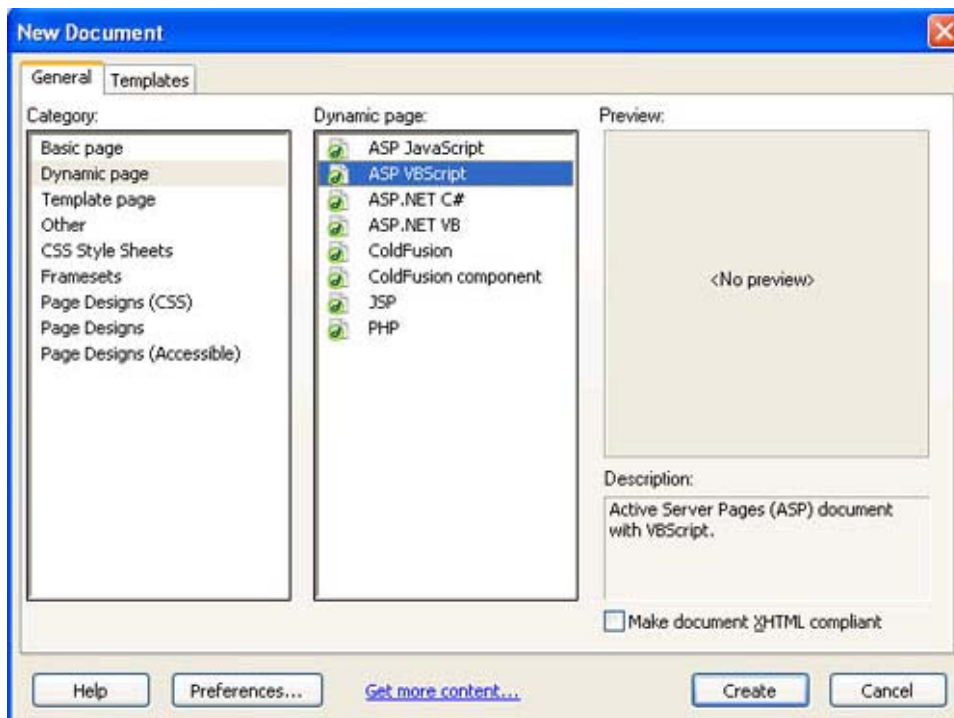 New Document
General
Templates
Category:
Basic page
Dynamic page
Template page
Other
CSS Style Sheets
Framesets
Page Designs (CSS)
Page Designs
Page Designs (Accessible)
Dynamic page:
ASP JavaScript
ASP VBScript
ASP.NET C#
ASP.NET VB
ColdFusion
ColdFusion component
JSP
PHP
Preview:
<No preview>
Description:
Active Server Pages (ASP) document
with VBScript.
Make document XHTML compliant
Help
Preferences...
Get more content...
Create
Cancel